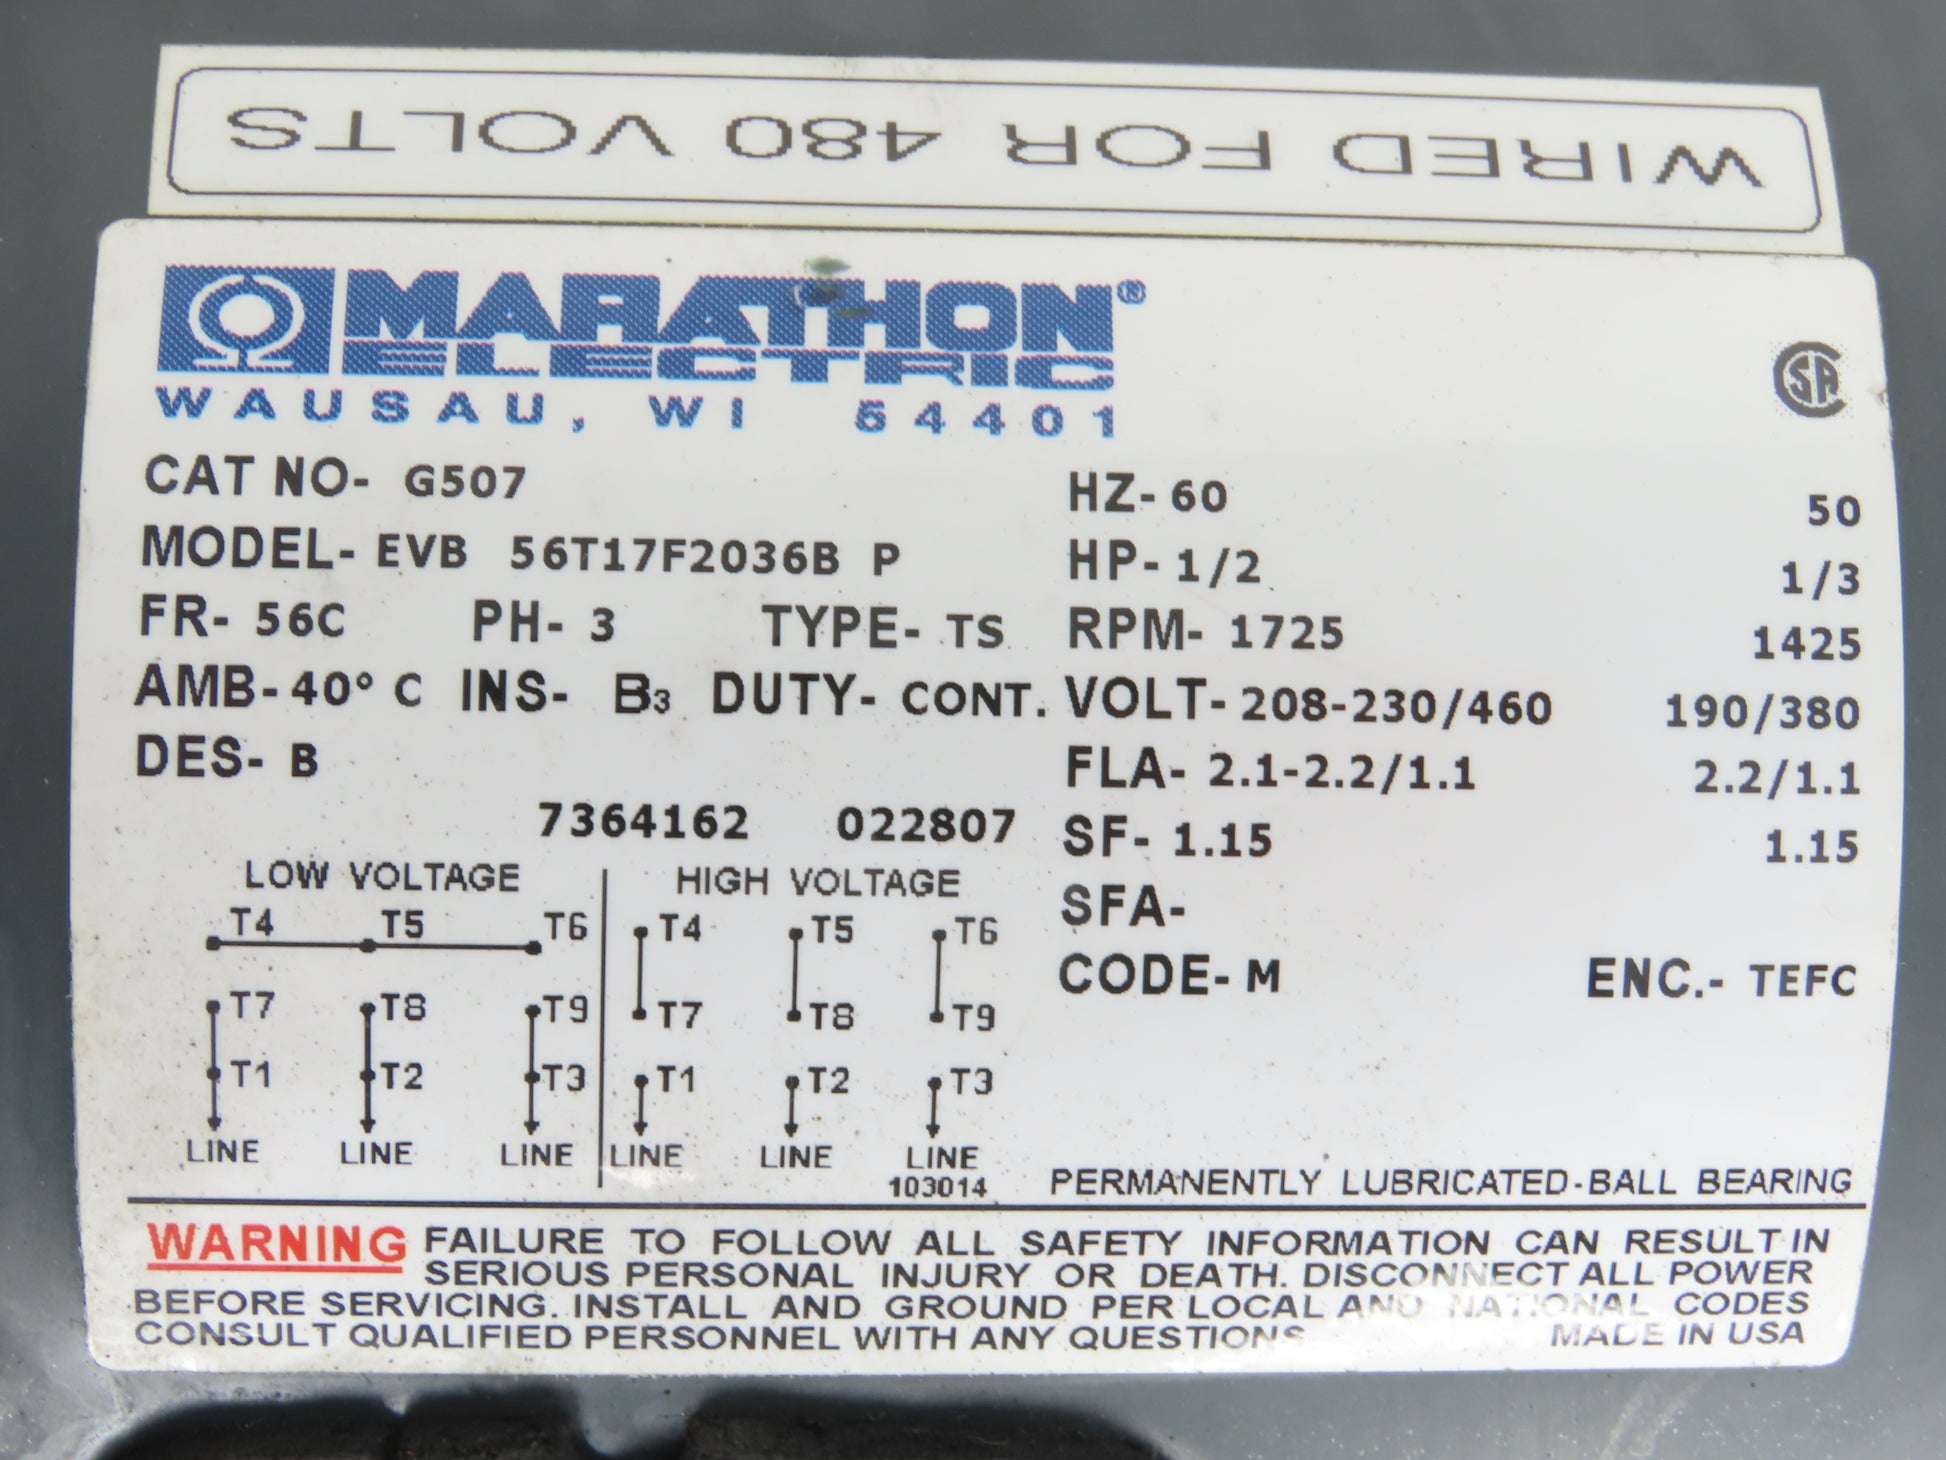 WIRED FOR 480 VOLTS
MARATHON®
ELECTRIC
WAUSAU, WI 54401
CSA
CAT NO- G507
MODEL- EVB 56T17F2036B P
FR- 56C PH- 3 TYPE- TS
AMB- 40° C INS- B3 DUTY- CONT.
DES- B
7364162 022807
HZ- 60 50
HP- 1/2 1/3
RPM- 1725 1425
VOLT- 208-230/460 190/380
FLA- 2.1-2.2/1.1 2.2/1.1
SF- 1.15 1.15
SFA-
CODE- M ENC.- TEFC
LOW VOLTAGE
T4 T5 T6
T7 T8 T9
T1 T2 T3
LINE LINE LINE
HIGH VOLTAGE
T4 T5 T6
T7 T8 T9
T1 T2 T3
LINE LINE LINE
103014
PERMANENTLY LUBRICATED-BALL BEARING
WARNING FAILURE TO FOLLOW ALL SAFETY INFORMATION CAN RESULT IN
SERIOUS PERSONAL INJURY OR DEATH. DISCONNECT ALL POWER
BEFORE SERVICING. INSTALL AND GROUND PER LOCAL AND NATIONAL CODES
CONSULT QUALIFIED PERSONNEL WITH ANY QUESTIONS MADE IN USA